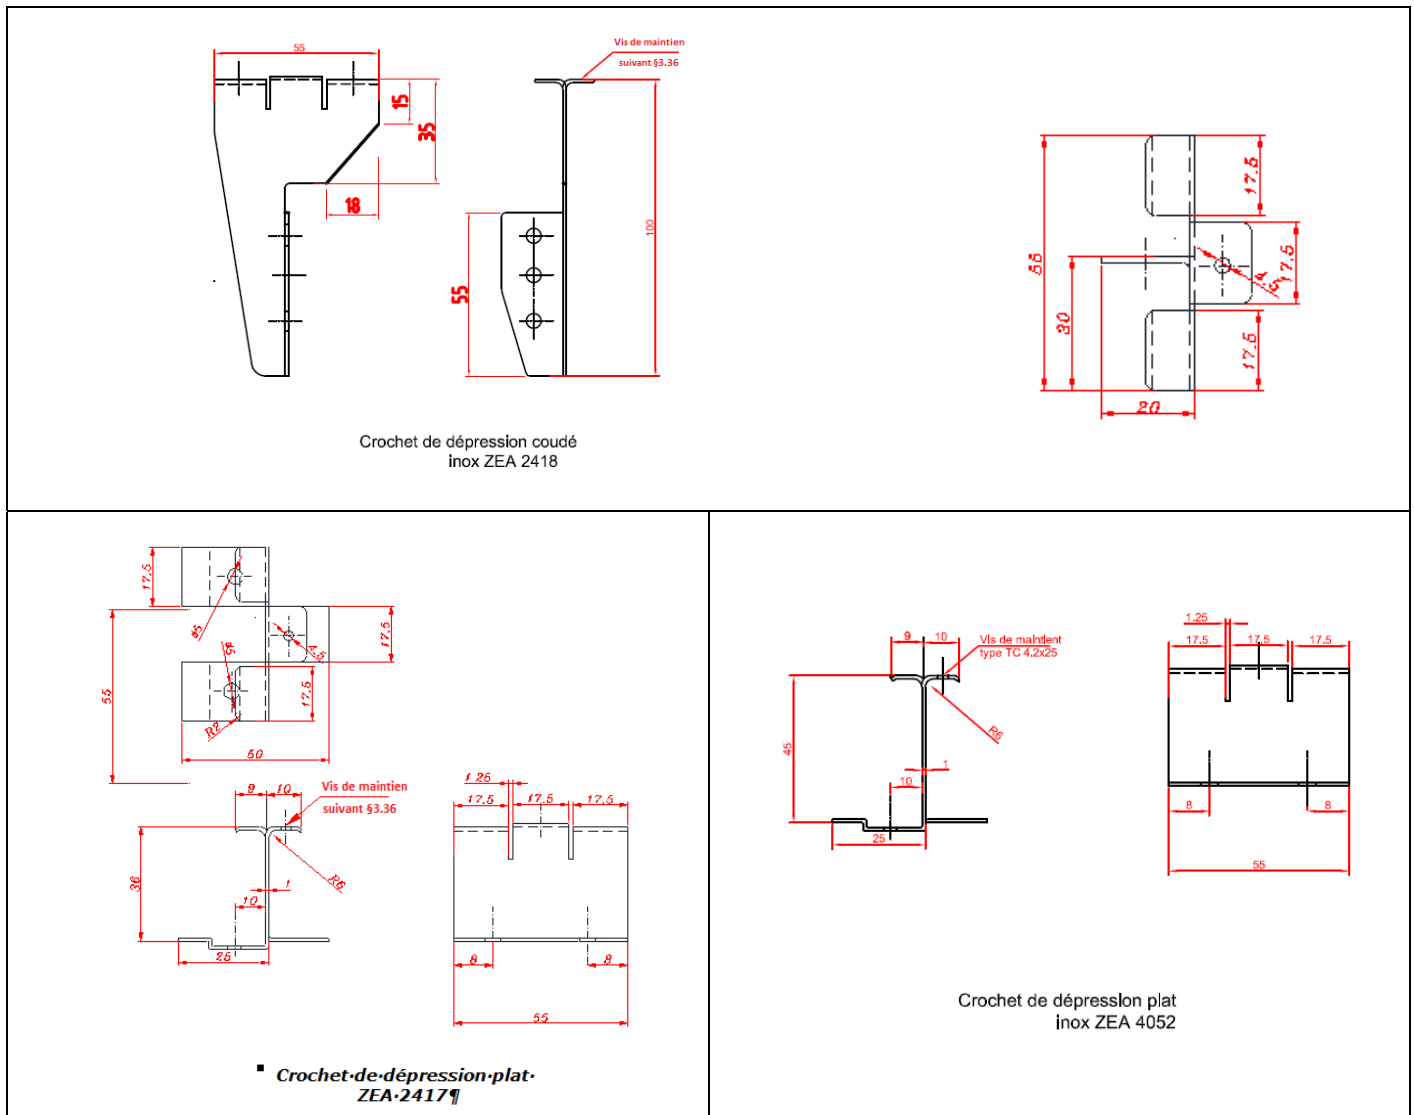 55
Vis de maintien
suivant §3.36
15
35
18
100
55
17.5
55
17.5
4.5
30
17.5
20
Crochet de dépression coudé
inox ZEA 2418
17.5
ø5
ø5
4.5
17.5
55
17.5
R2
50
9 10
Vis de maintien
suivant §3.36
36
R6
1
10
25
1.25
17.5 17.5 17.5
8 8
55
▪ Crochet·de·dépression·plat·
ZEA·2417¶
9 10
Vis de maintient
type TC 4,2x25
45
R6
1
10
25
1.25
17.5 17.5 17.5
8 8
55
Crochet de dépression plat
inox ZEA 4052